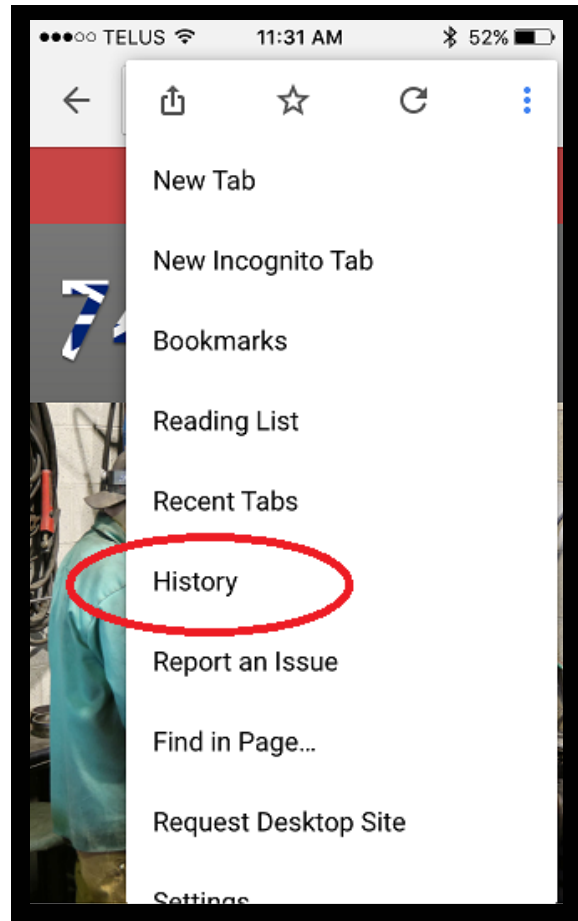 TELUS 11:31 AM 52%
New Tab
New Incognito Tab
Bookmarks
Reading List
Recent Tabs
History
Report an Issue
Find in Page...
Request Desktop Site
Settings